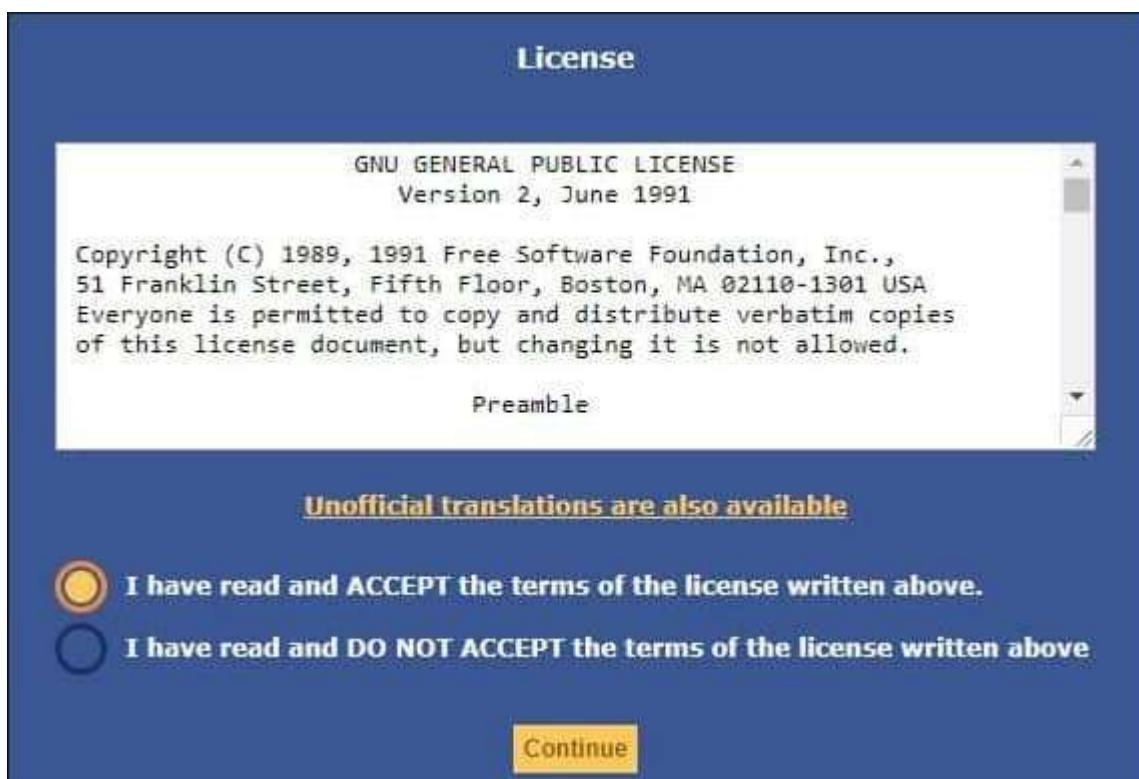 License
GNU GENERAL PUBLIC LICENSE
Version 2, June 1991
Copyright (C) 1989, 1991 Free Software Foundation, Inc.,
51 Franklin Street, Fifth Floor, Boston, MA 02110-1301 USA
Everyone is permitted to copy and distribute verbatim copies
of this license document, but changing it is not allowed.
Preamble
Unofficial translations are also available
I have read and ACCEPT the terms of the license written above.
I have read and DO NOT ACCEPT the terms of the license written above
Continue